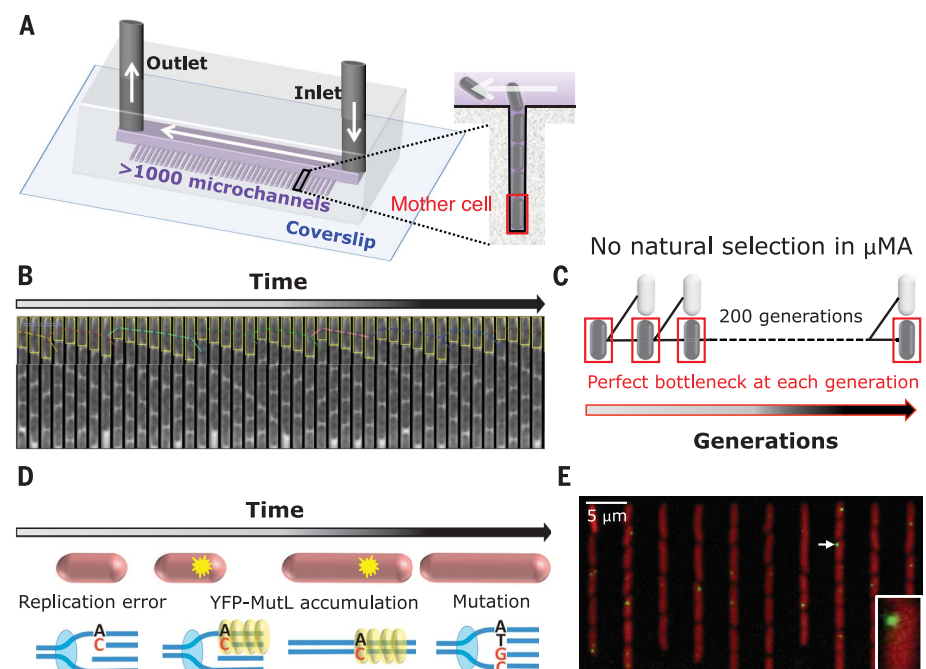 A
Outlet
Inlet
>1000 microchannels
Coverslip
Mother cell
B
Time
C
No natural selection in μMA
200 generations
Perfect bottleneck at each generation
Generations
D
Time
Replication error
YFP-MutL accumulation
Mutation
A
C
A
C
A
C
A
T
G
C
E
5 μm